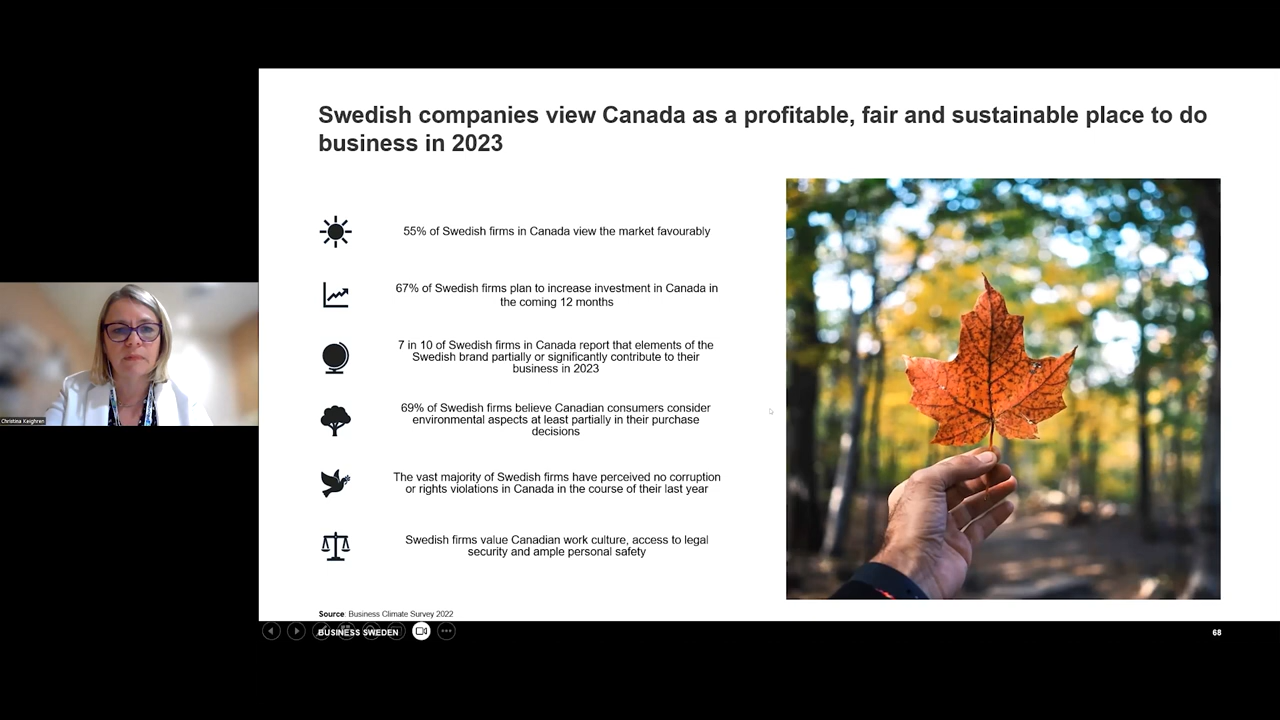 Swedish companies view Canada as a profitable, fair and sustainable place to do
business in 2023
55% of Swedish firms in Canada view the market favourably
67% of Swedish firms plan to increase investment in Canada in
the coming 12 months
7 in 10 of Swedish firms in Canada report that elements of the
Swedish brand partially or significantly contribute to their
business in 2023
69% of Swedish firms believe Canadian consumers consider
environmental aspects at least partially in their purchase
decisions
The vast majority of Swedish firms have perceived no corruption
or rights violations in Canada in the course of their last year
Swedish firms value Canadian work culture, access to legal
security and ample personal safety
Christina Keighren
Source: Business Climate Survey 2022
BUSINESS SWEDEN
68